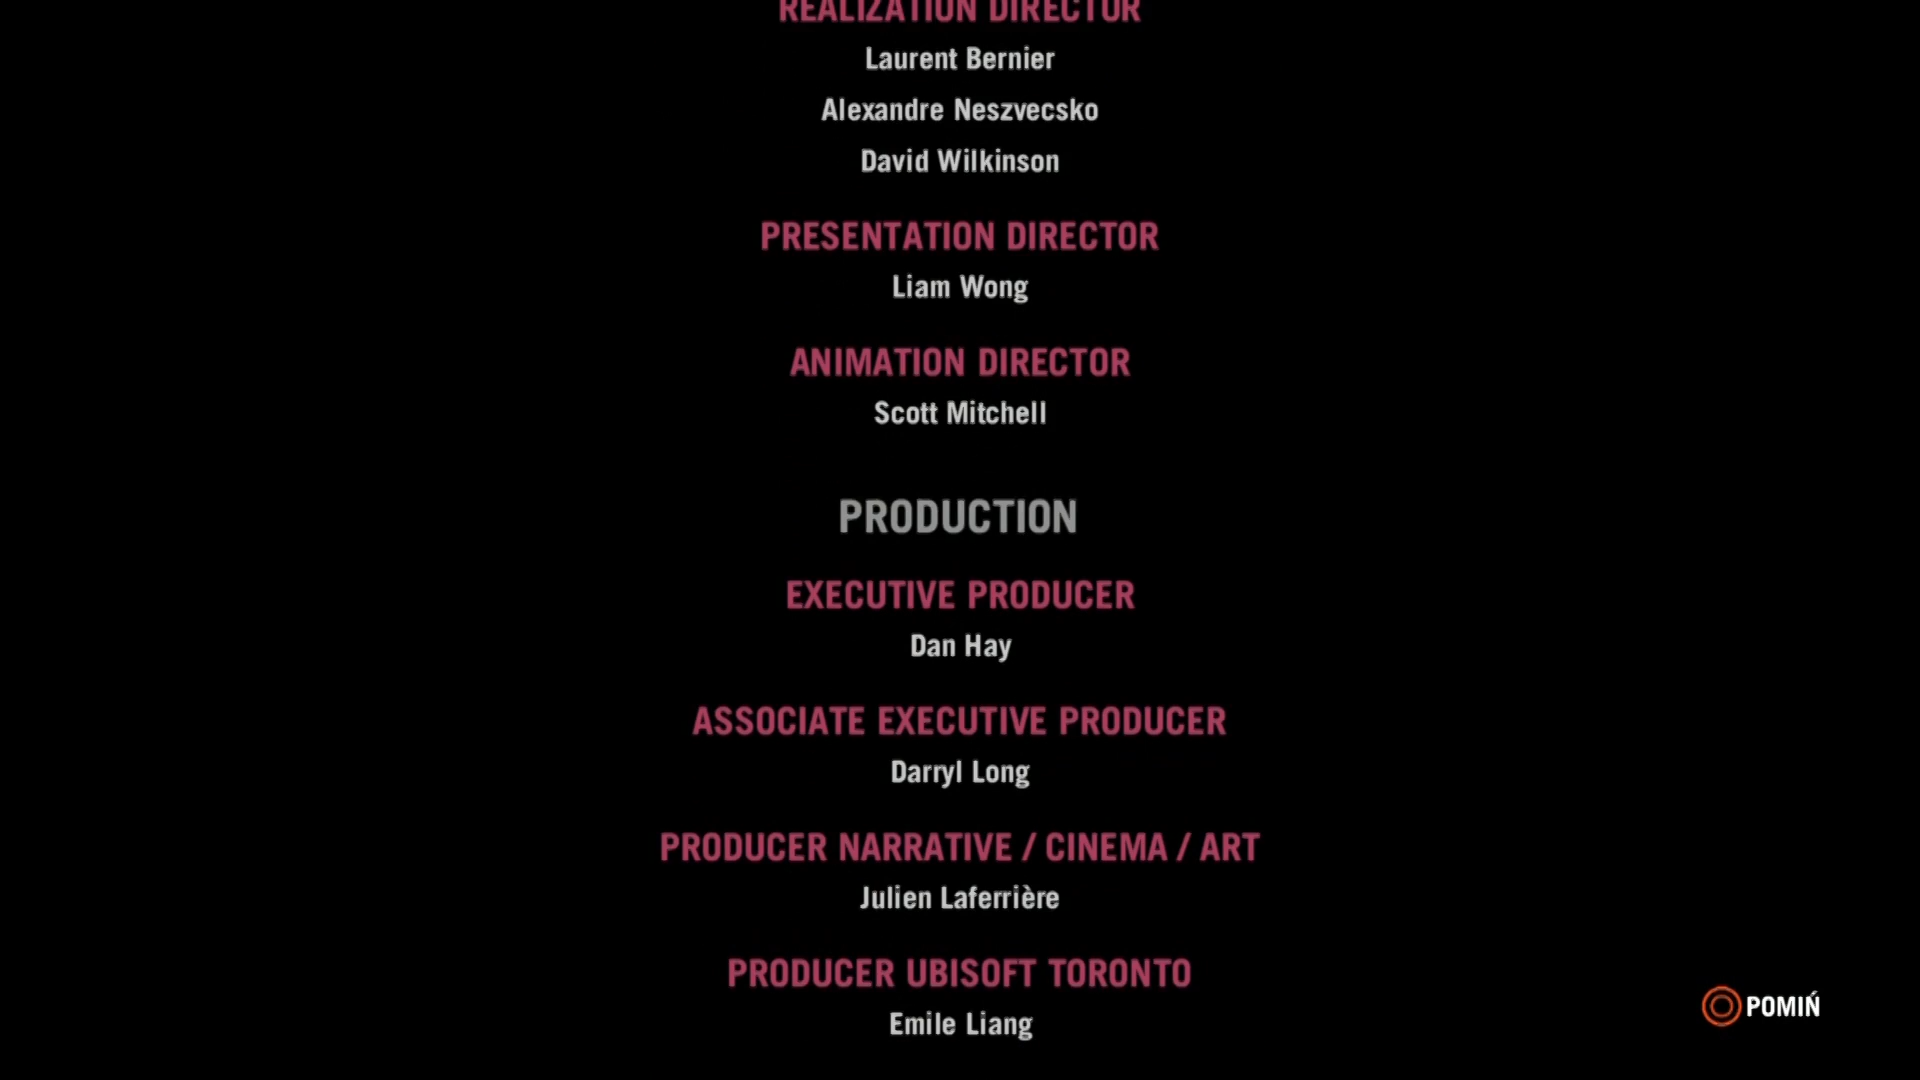 REALIZATION DIRECTOR
Laurent Bernier
Alexandre Neszvecsko
David Wilkinson
PRESENTATION DIRECTOR
Liam Wong
ANIMATION DIRECTOR
Scott Mitchell
PRODUCTION
EXECUTIVE PRODUCER
Dan Hay
ASSOCIATE EXECUTIVE PRODUCER
Darryl Long
PRODUCER NARRATIVE / CINEMA / ART
Julien Laferrière
PRODUCER UBISOFT TORONTO
Emile Liang
POMIŃ